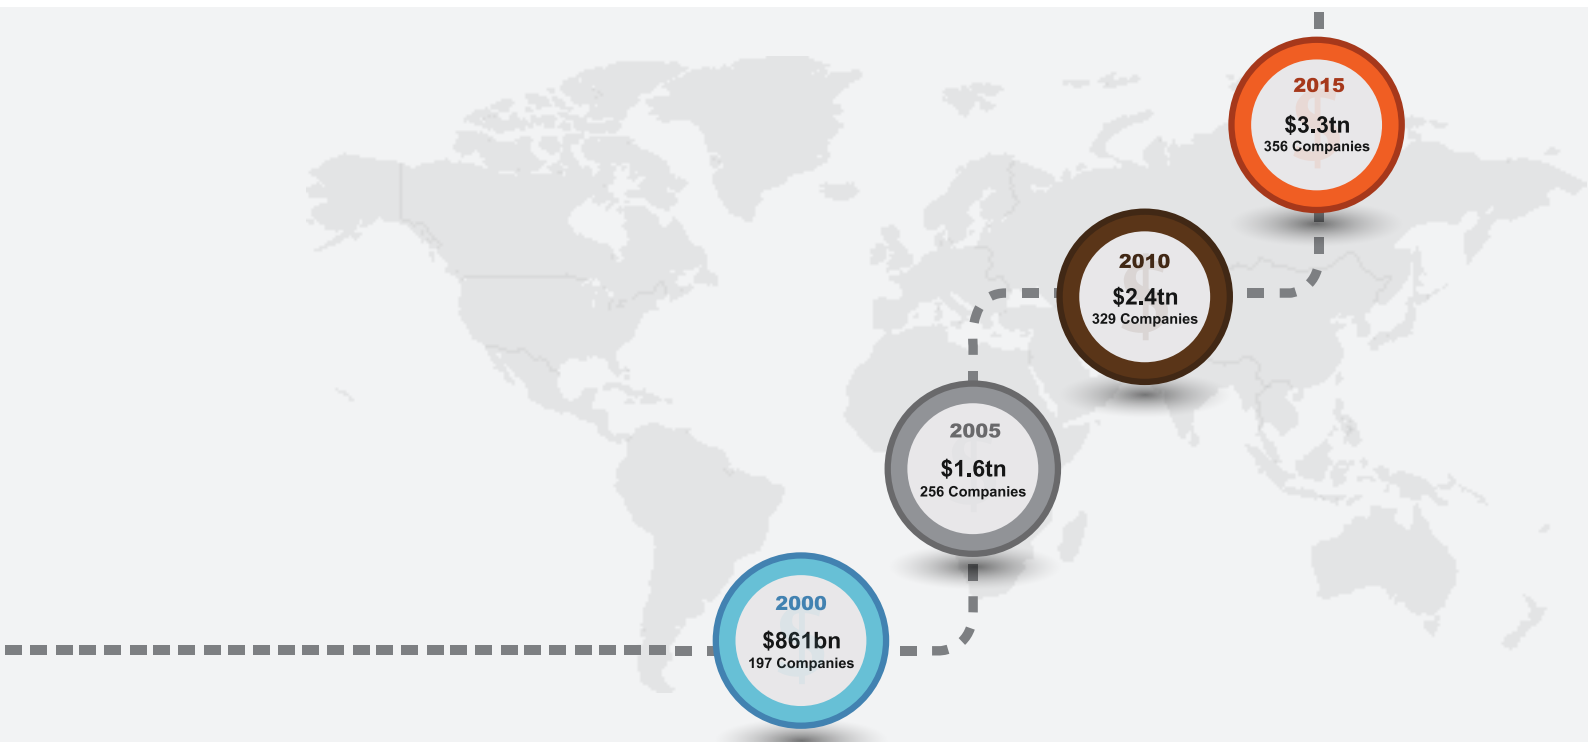 2015
$3.3tn
356 Companies
2010
$2.4tn
329 Companies
2005
$1.6tn
256 Companies
2000
$861bn
197 Companies